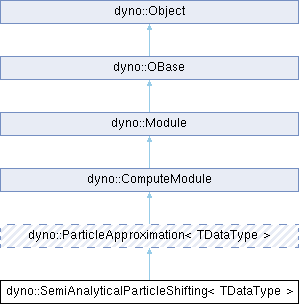 dyno::Object
dyno::OBase
dyno::Module
dyno::ComputeModule
dyno::ParticleApproximation< TDataType >
dyno::SemiAnalyticalParticleShifting< TDataType >